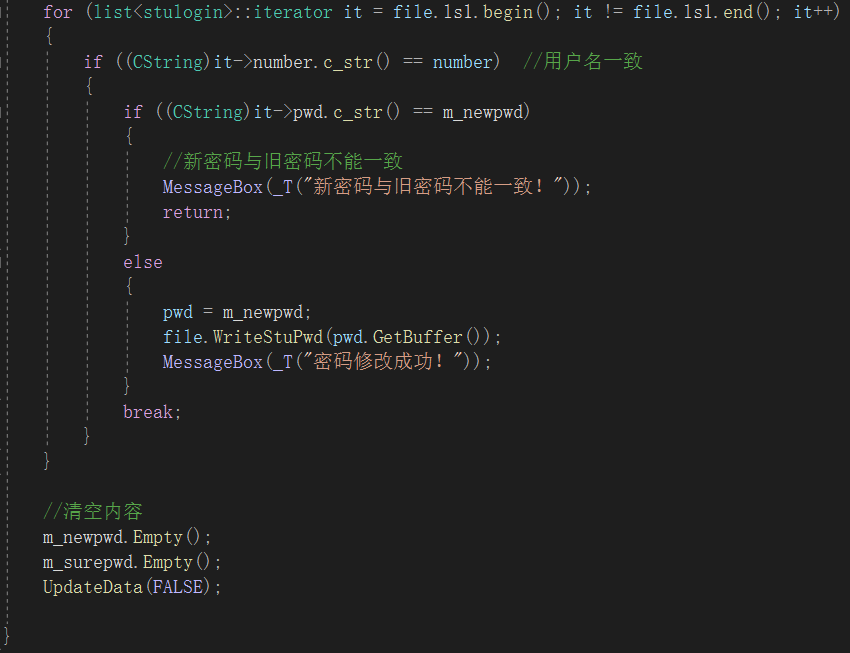 for (list<stulogin>::iterator it = file.lsl.begin(); it != file.lsl.end(); it++)
{
if ((CString)it->number.c_str() == number)  //用户名一致
{
if ((CString)it->pwd.c_str() == m_newpwd)
{
//新密码与旧密码不能一致
MessageBox(_T("新密码与旧密码不能一致！"));
return;
}
else
{
pwd = m_newpwd;
file.WriteStuPwd(pwd.GetBuffer());
MessageBox(_T("密码修改成功！"));
}
break;
}
}
//清空内容
m_newpwd.Empty();
m_surepwd.Empty();
UpdateData(FALSE);
}